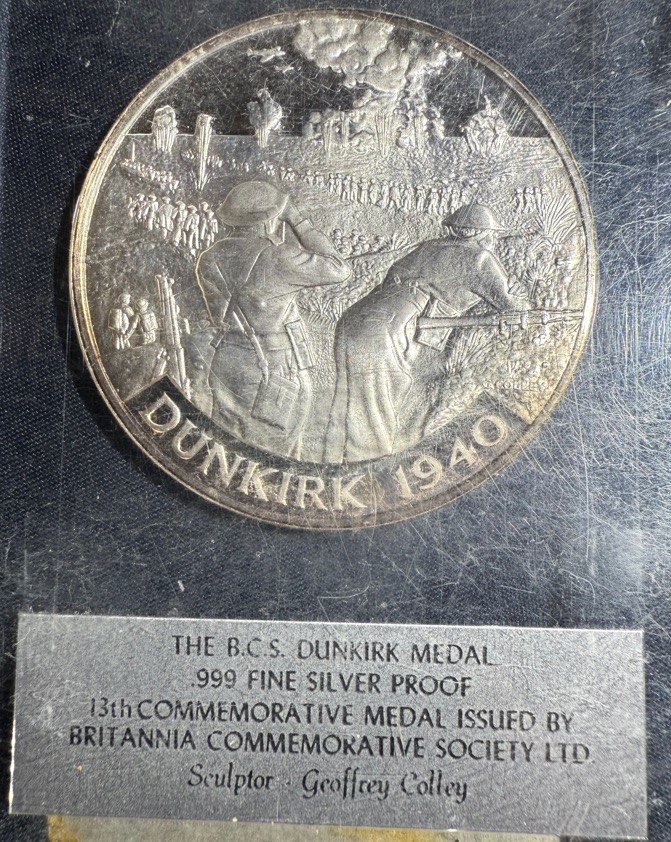 DUNKIRK 1940
THE B.C.S. DUNKIRK MEDAL
.999 FINE SILVER PROOF
13th COMMEMORATIVE MEDAL ISSUED BY
BRITANNIA COMMEMORATIVE SOCIETY LTD.
Sculptor - Geoffrey Colley